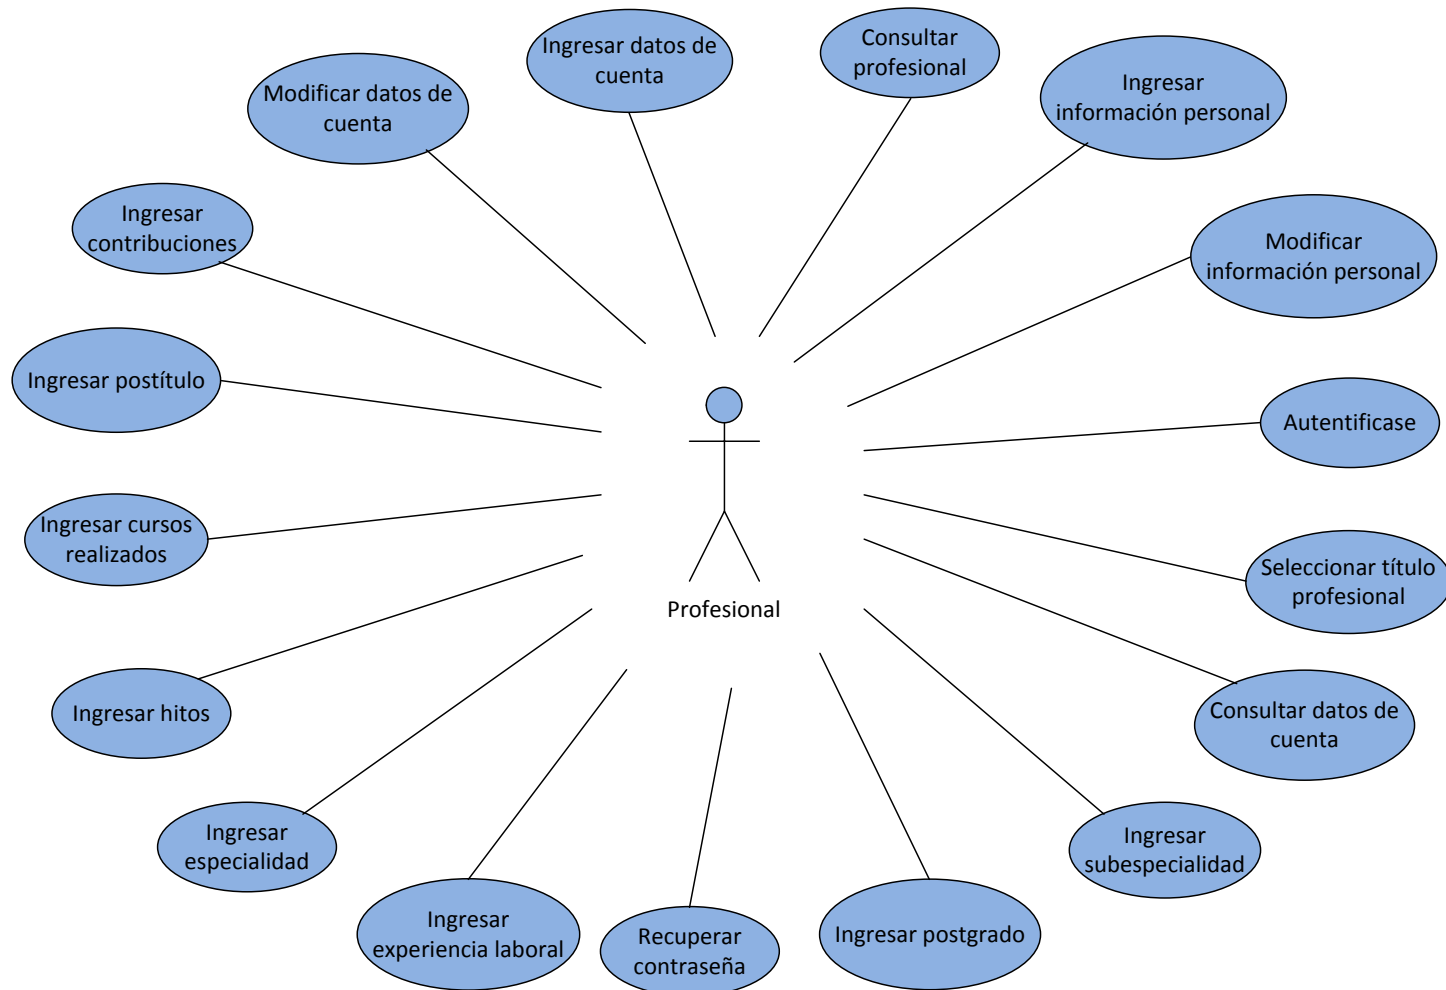 Ingresar datos de
cuenta
Consultar
profesional
Modificar datos de
cuenta
Ingresar
información personal
Ingresar
contribuciones
Modificar
información personal
Ingresar postítulo
Autentificase
Ingresar cursos
realizados
Seleccionar título
profesional
Profesional
Ingresar hitos
Consultar datos de
cuenta
Ingresar
especialidad
Ingresar
subespecialidad
Ingresar
experiencia laboral
Recuperar
contraseña
Ingresar postgrado